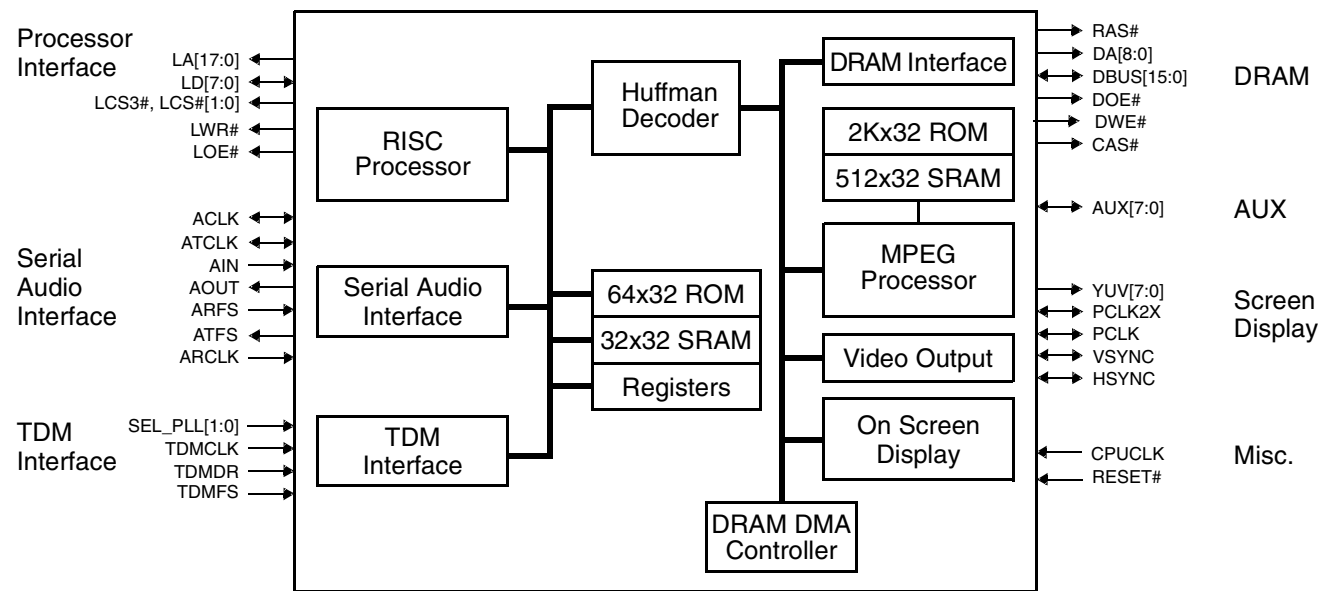 Processor
Interface
LA[17:0]
LD[7:0]
LCS3#, LCS#[1:0]
LWR#
LOE#
Serial
Audio
Interface
ACLK
ATCLK
AIN
AOUT
ARFS
ATFS
ARCLK
TDM
Interface
SEL_PLL[1:0]
TDMCLK
TDMDR
TDMFS
RISC
Processor
Serial Audio
Interface
TDM
Interface
Huffman
Decoder
64x32 ROM
32x32 SRAM
Registers
DRAM Interface
2Kx32 ROM
512x32 SRAM
MPEG
Processor
Video Output
On Screen
Display
DRAM DMA
Controller
RAS#
DA[8:0]
DBUS[15:0]
DOE#
DWE#
CAS#
DRAM
AUX[7:0]
AUX
YUV[7:0]
PCLK2X
PCLK
VSYNC
HSYNC
Screen
Display
CPUCLK
RESET#
Misc.